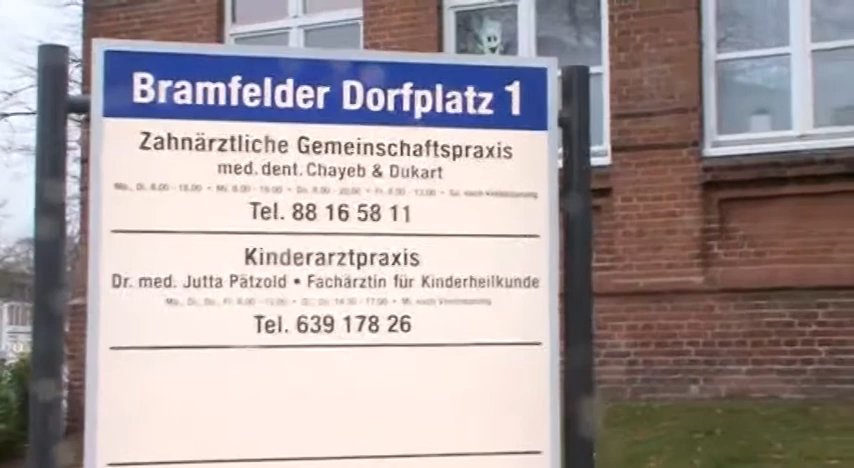 Bramfelder Dorfplatz 1
Zahnärztliche Gemeinschaftspraxis
med. dent. Chayeb & Dukart
Tel. 88 16 58 11
Kinderarztpraxis
Dr. med. Jutta Pätzold • Fachärztin für Kinderheilkunde
Tel. 639 178 26